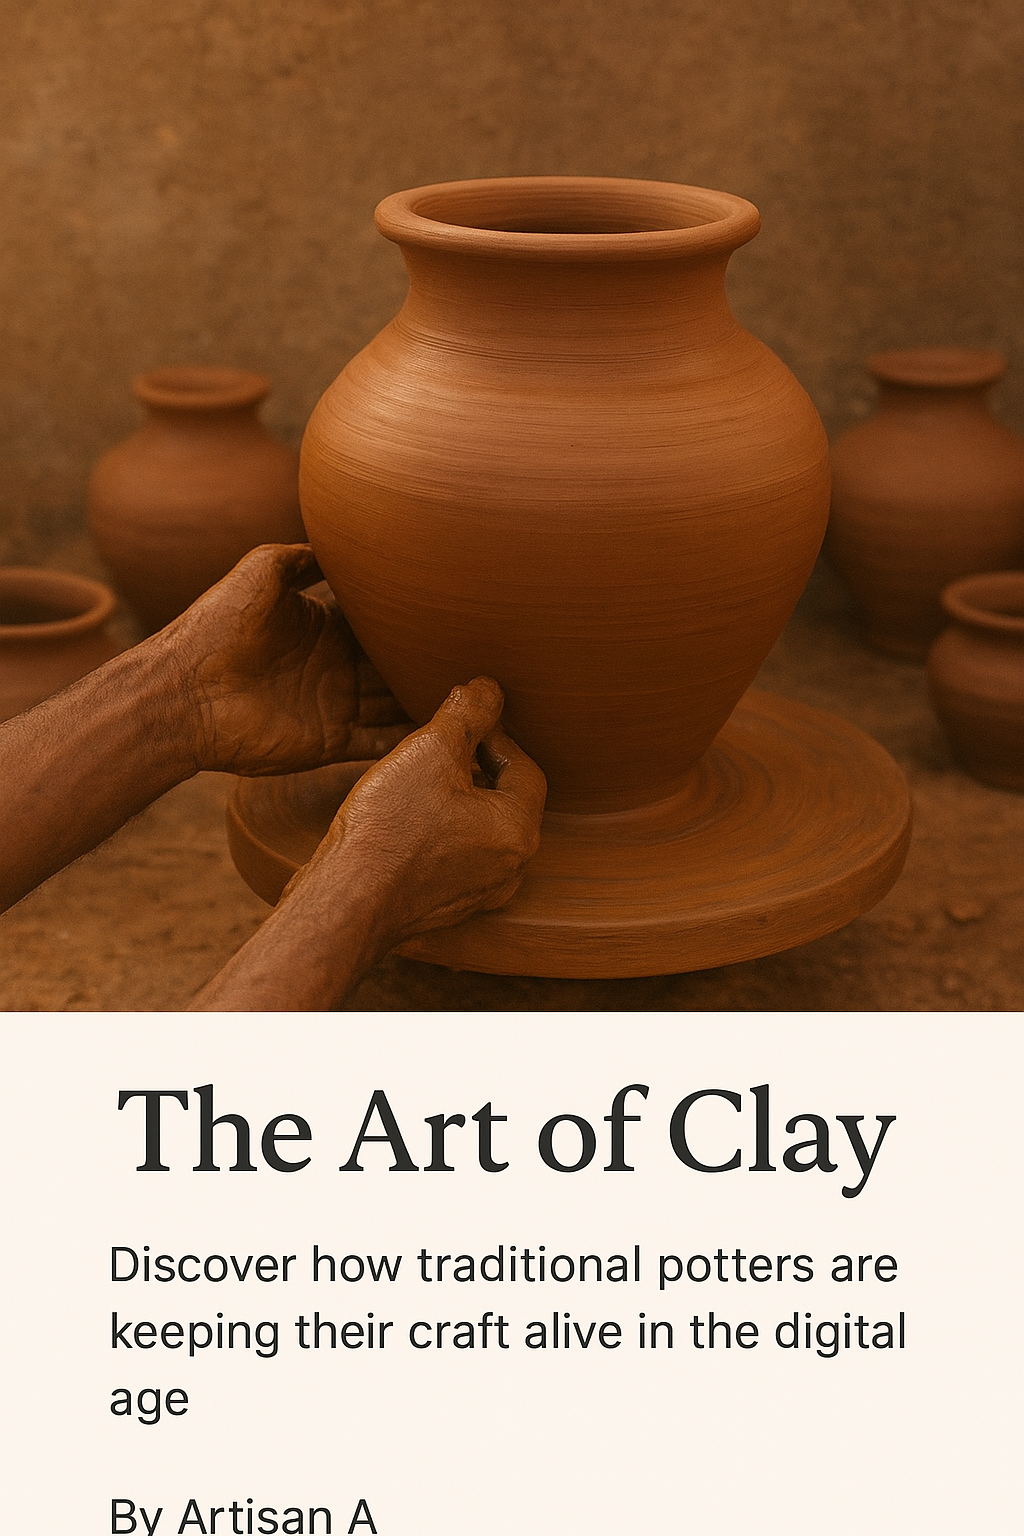 The Art of Clay
Discover how traditional potters are
keeping their craft alive in the digital
age
By Artisan A